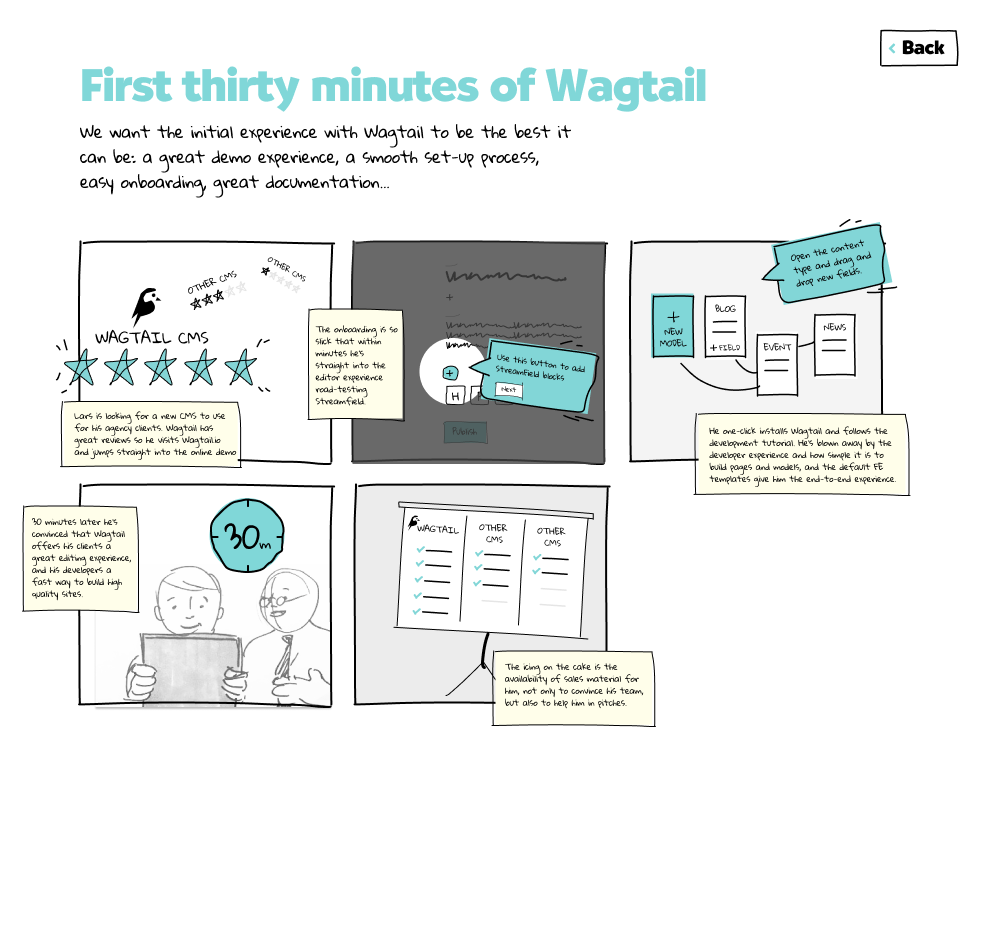 Back
First thirty minutes of Wagtail
We want the initial experience with Wagtail to be the best it
can be: a great demo experience, a smooth set-up process,
easy onboarding, great documentation...
OTHER CMS
OTHER CMS
WAGTAIL CMS
Lars is looking for a new CMS to use
for his agency clients. Wagtail has
great reviews so he visits Wagtail.io
and jumps straight into the online demo
The onboarding is so
slick that within
minutes he's
straight into the
editor experience
road-testing
Streamfield.
Use this button to add
StreamField blocks
Next
H
Publish
Open the content
type and drag and
drop new fields.
+
NEW
MODEL
BLOG
+ FIELD
EVENT
NEWS
He one-click installs Wagtail and follows the
development tutorial. He's blown away by the
developer experience and how simple it is to
build pages and models, and the default FE
templates give him the end-to-end experience.
30 minutes later he's
convinced that Wagtail
offers his clients a
great editing experience,
and his developers a
fast way to build high
quality sites.
30m
WAGTAIL
OTHER
CMS
OTHER
CMS
The icing on the cake is the
availability of sales material for
him, not only to convince his team,
but also to help him in pitches.